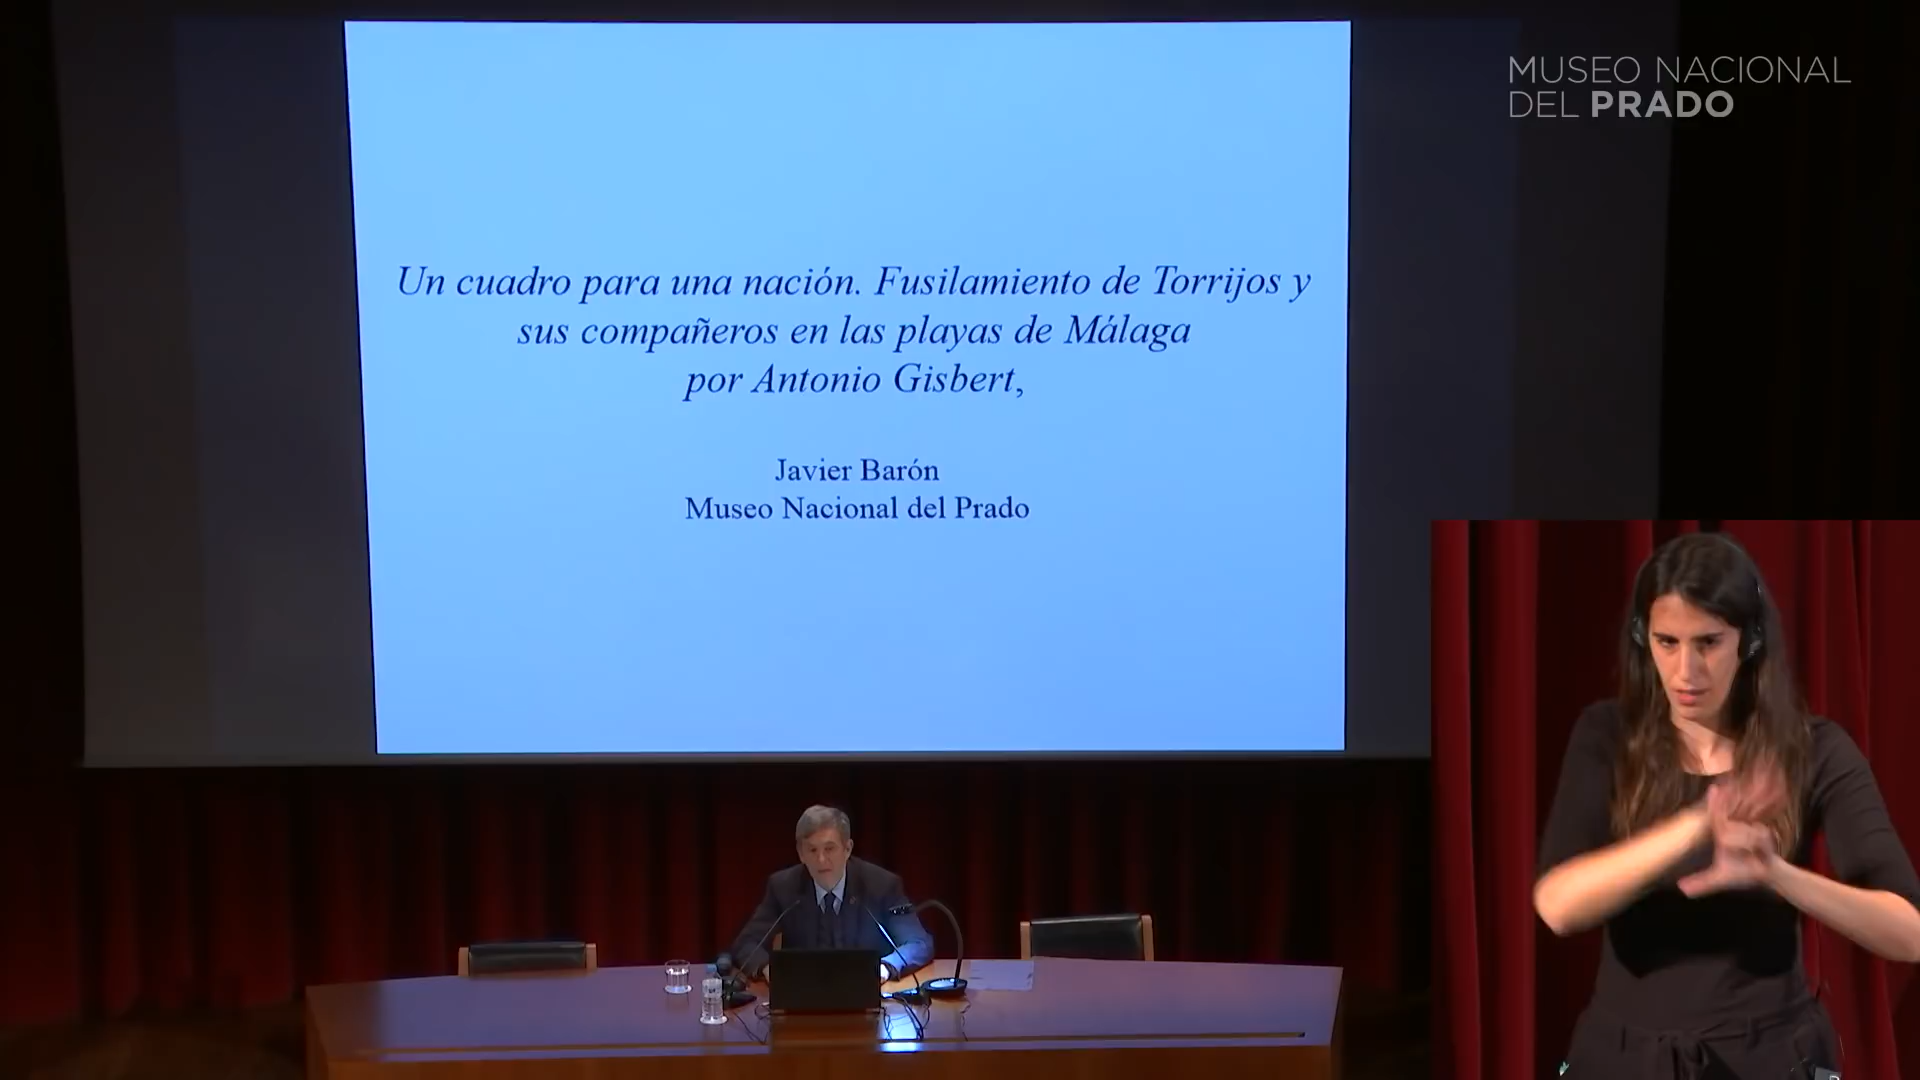 MUSEO NACIONAL
DEL PRADO
Un cuadro para una nación. Fusilamiento de Torrijos y
sus compañeros en las playas de Málaga
por Antonio Gisbert,
Javier Barón
Museo Nacional del Prado